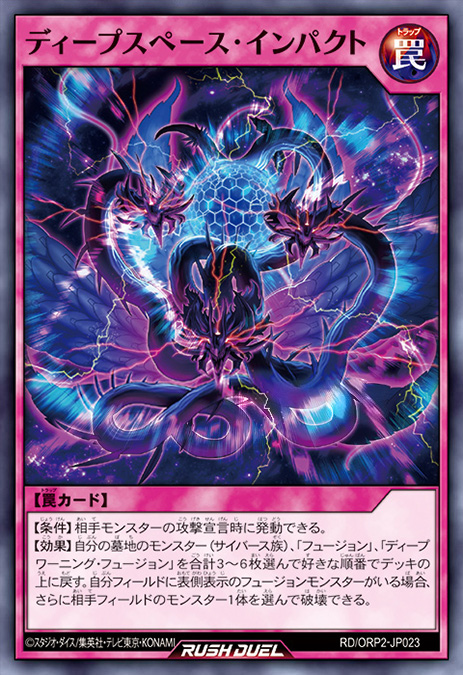 ディープスペース・インパクト
トラップ
罠
トラップ
【罠カード】
【条件】相手モンスターの攻撃宣言時に発動できる。
【効果】自分の墓地のモンスター（サイバース族）、「フュージョン」、「ディープ
ワーニング・フュージョン」を合計3～6枚選んで好きな順番でデッキの
上に戻す。自分フィールドに表側表示のフュージョンモンスターがいる場合、
さらに相手フィールドのモンスター1体を選んで破壊できる。
©スタジオ・ダイス/集英社・テレビ東京・KONAMI
RUSH DUEL
RD/ORP2-JP023